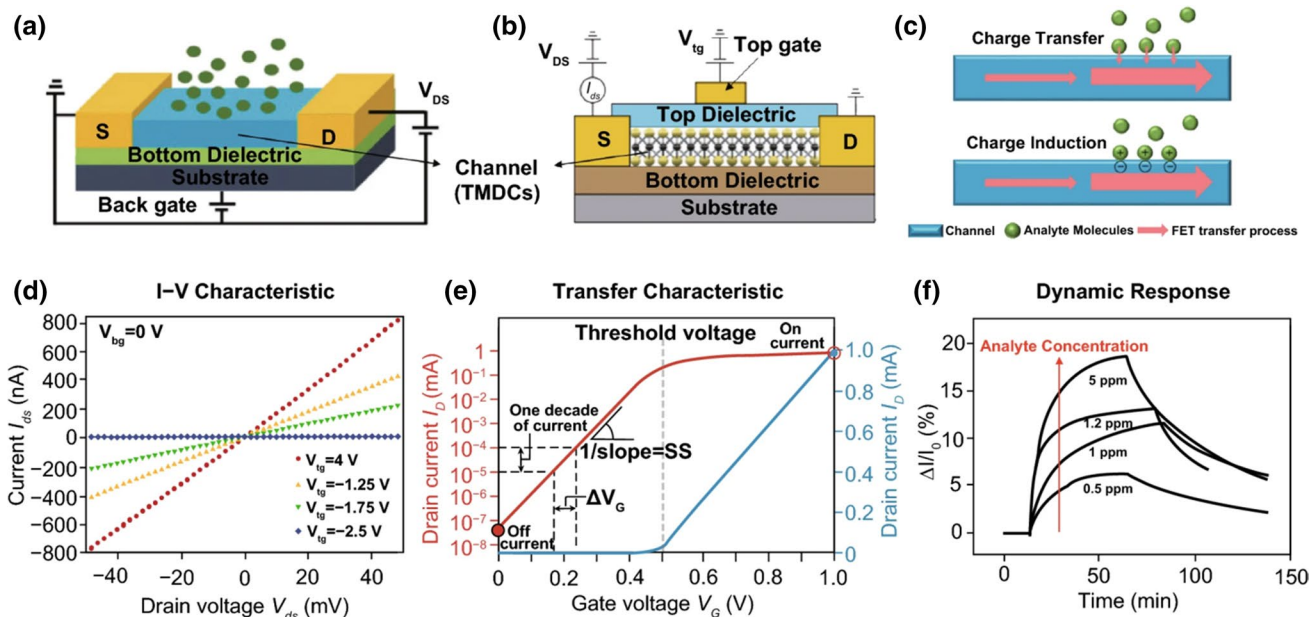 (a)
V_DS
S
D
Bottom Dielectric
Substrate
Back gate
Channel
(TMDCs)
(b)
V_DS
I_ds
V_tg
Top gate
Top Dielectric
S
D
Bottom Dielectric
Substrate
(c)
Charge Transfer
Charge Induction
+ + +
- - -
Channel
Analyte Molecules
FET transfer process
(d)
I–V Characteristic
V_bg=0 V
Current I_ds (nA)
800
600
400
200
0
−200
−400
−600
−800
V_tg=4 V
V_tg=−1.25 V
V_tg=−1.75 V
V_tg=−2.5 V
−40
−20
0
20
40
Drain voltage V_ds (mV)
(e)
Transfer Characteristic
Threshold voltage
On
current
Drain current I_D (mA)
1
10^-1
10^-2
10^-3
10^-4
10^-5
10^-6
10^-7
10^-8
One decade
of current
1/slope=SS
ΔV_G
Off
current
0
0.2
0.4
0.6
0.8
1.0
Gate voltage V_G (V)
1.0
0.8
0.6
0.4
0.2
0
Drain current I_D (mA)
(f)
Dynamic Response
ΔI/I_0 (%)
20
15
10
5
0
Analyte Concentration
5 ppm
1.2 ppm
1 ppm
0.5 ppm
0
50
100
150
Time (min)